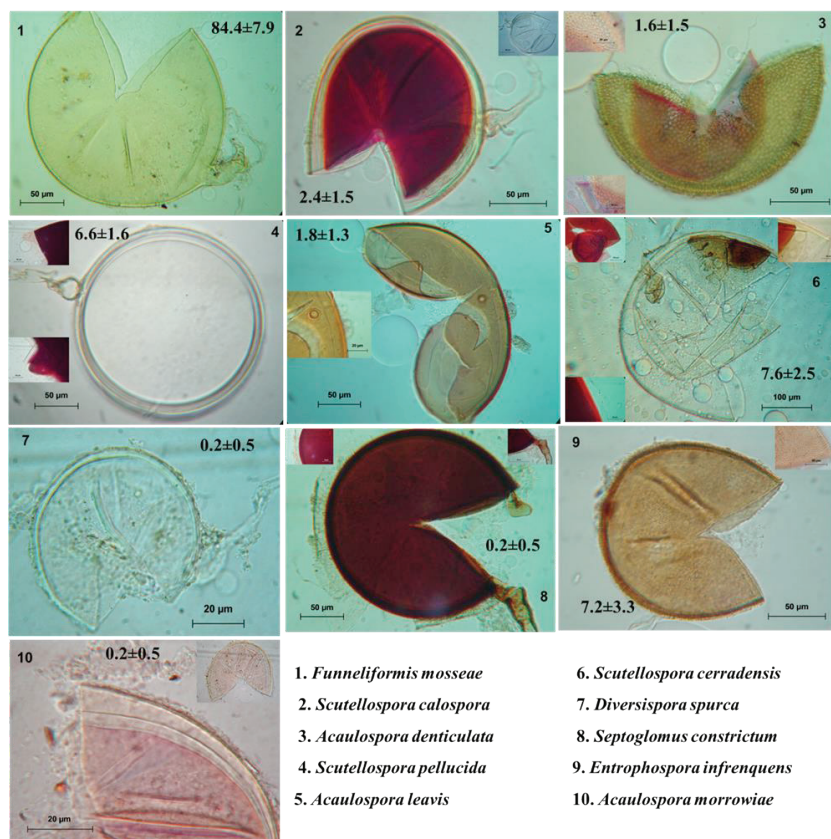 1
84.4±7.9
50 µm
2
2.4±1.5
50 µm
3
1.6±1.5
50 µm
4
6.6±1.6
50 µm
5
1.8±1.3
50 µm
6
7.6±2.5
100 µm
7
0.2±0.5
20 µm
8
0.2±0.5
50 µm
9
7.2±3.3
50 µm
10
0.2±0.5
20 µm
1. Funneliformis mosseae
2. Scutellospora calospora
3. Acaulospora denticulata
4. Scutellospora pellucida
5. Acaulospora leavis
6. Scutellospora cerradensis
7. Diversispora spurca
8. Septoglomus constrictum
9. Entrophospora infrenquens
10. Acaulospora morrowiae